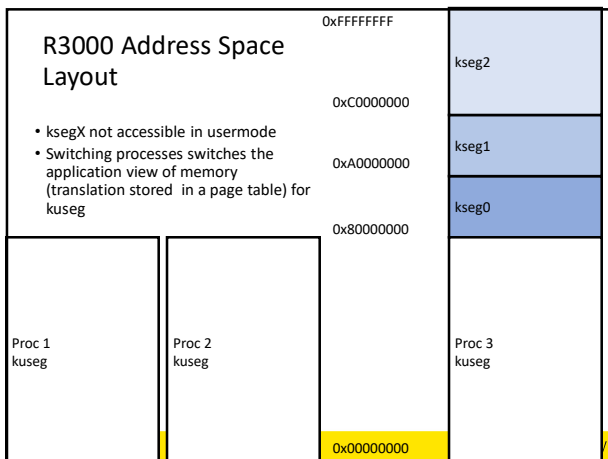 R3000 Address Space
Layout
• ksegX not accessible in usermode
• Switching processes switches the
application view of memory
(translation stored in a page table) for
kuseg
0xFFFFFFFF
0xC0000000
0xA0000000
0x80000000
0x00000000
kseg2
kseg1
kseg0
Proc 1
kuseg
Proc 2
kuseg
Proc 3
kuseg